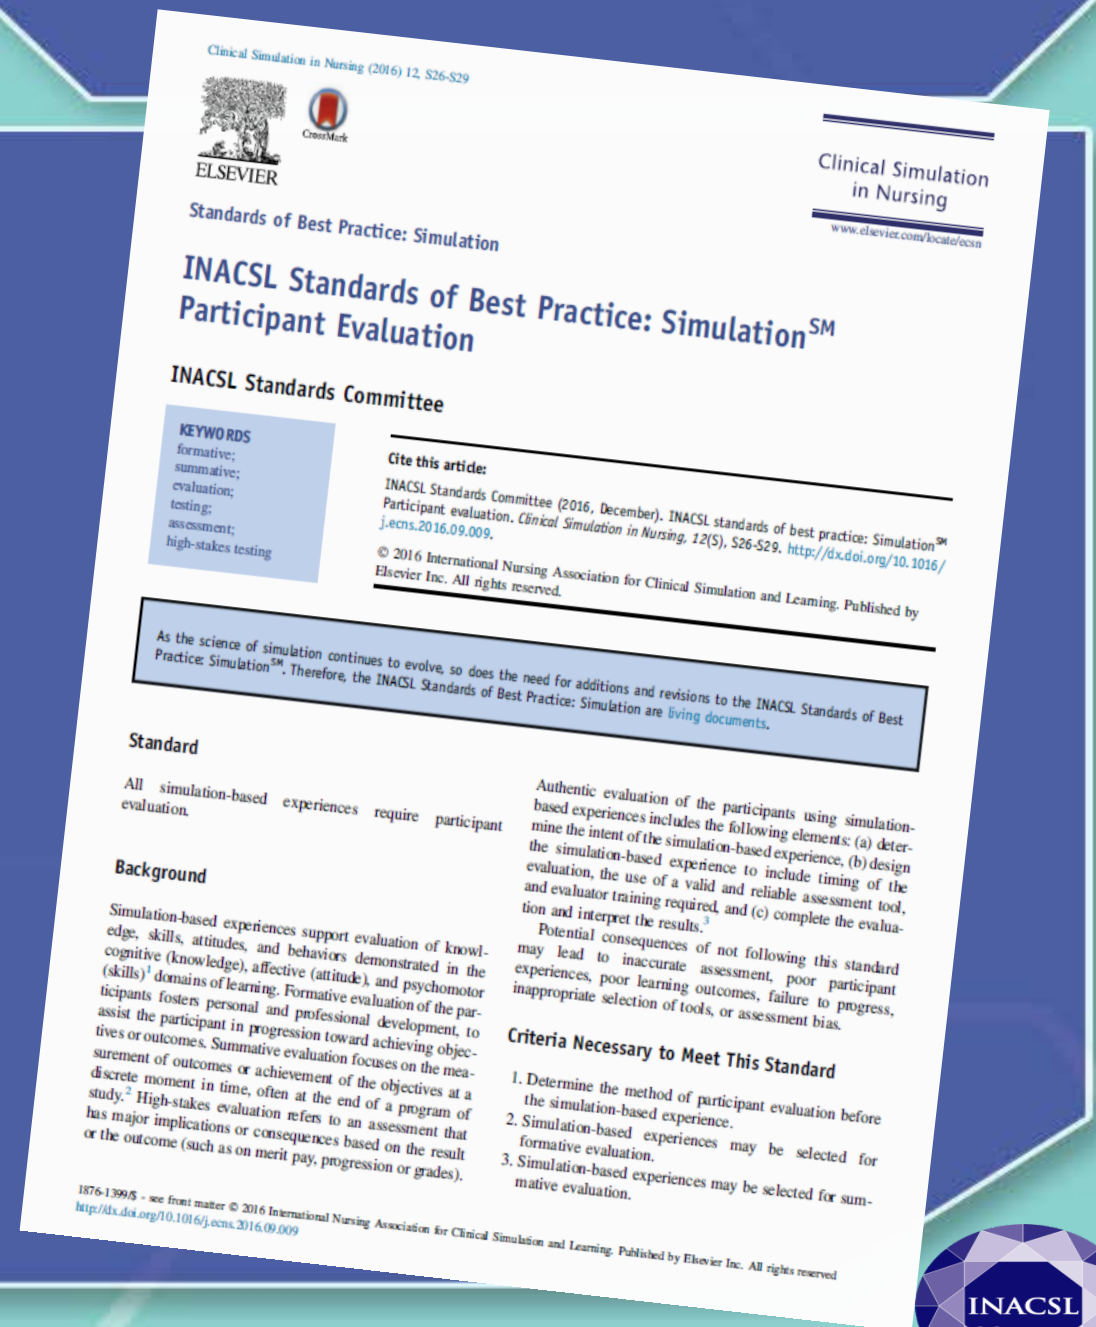 Clinical Simulation in Nursing (2016) 12, S26-S29
ELSEVIER
CrossMark
Clinical Simulation
in Nursing
www.elsevier.com/locate/ecsn
Standards of Best Practice: Simulation
INACSL Standards of Best Practice: Simulation℠
Participant Evaluation
INACSL Standards Committee
KEYWORDS
formative;
summative;
evaluation;
testing;
assessment;
high-stakes testing
Cite this article:
INACSL Standards Committee (2016, December). INACSL standards of best practice: Simulation℠
Participant evaluation. Clinical Simulation in Nursing, 12(S), S26-S29. http://dx.doi.org/10.1016/
j.ecns.2016.09.009.
© 2016 International Nursing Association for Clinical Simulation and Learning. Published by
Elsevier Inc. All rights reserved.
As the science of simulation continues to evolve, so does the need for additions and revisions to the INACSL Standards of Best
Practice: Simulation℠. Therefore, the INACSL Standards of Best Practice: Simulation are living documents.
Standard
All simulation-based experiences require participant
evaluation.
Background
Simulation-based experiences support evaluation of knowl-
edge, skills, attitudes, and behaviors demonstrated in the
cognitive (knowledge), affective (attitude), and psychomotor
(skills)¹ domains of learning. Formative evaluation of the par-
ticipants fosters personal and professional development, to
assist the participant in progression toward achieving objec-
tives or outcomes. Summative evaluation focuses on the mea-
surement of outcomes or achievement of the objectives at a
discrete moment in time, often at the end of a program of
study.² High-stakes evaluation refers to an assessment that
has major implications or consequences based on the result
or the outcome (such as on merit pay, progression or grades).
Authentic evaluation of the participants using simulation-
based experiences includes the following elements: (a) deter-
mine the intent of the simulation-based experience, (b) design
the simulation-based experience to include timing of the
evaluation, the use of a valid and reliable assessment tool,
and evaluator training required, and (c) complete the evalua-
tion and interpret the results.³
Potential consequences of not following this standard
may lead to inaccurate assessment, poor participant
experiences, poor learning outcomes, failure to progress,
inappropriate selection of tools, or assessment bias.
Criteria Necessary to Meet This Standard
1. Determine the method of participant evaluation before
the simulation-based experience.
2. Simulation-based experiences may be selected for
formative evaluation.
3. Simulation-based experiences may be selected for sum-
mative evaluation.
1876-1399/$ - see front matter © 2016 International Nursing Association for Clinical Simulation and Learning. Published by Elsevier Inc. All rights reserved
http://dx.doi.org/10.1016/j.ecns.2016.09.009
INACSL